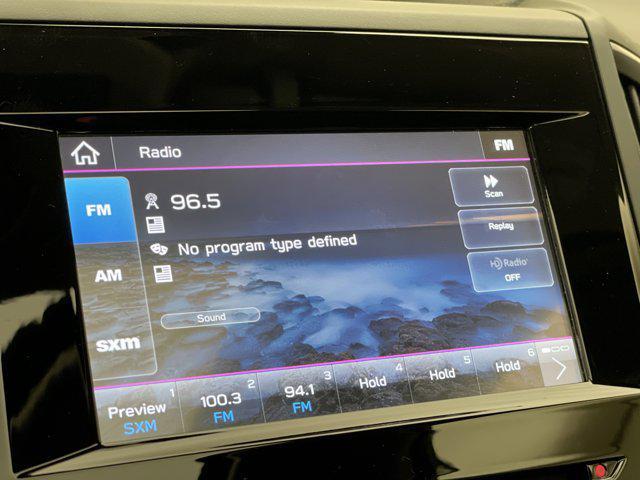 Radio
FM
FM
96.5
Scan
Replay
No program type defined
HD Radio
OFF
AM
Sound
sxm
Preview 1
SXM
100.3 2
FM
94.1 3
FM
Hold 4
Hold 5
Hold 6